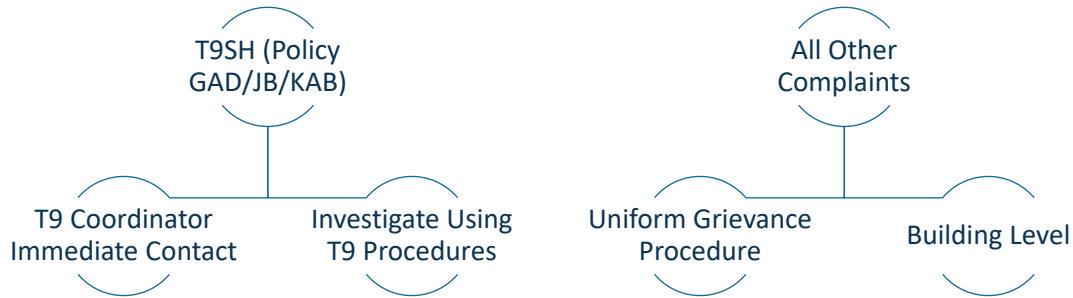 T9SH (Policy
GAD/JB/KAB)
T9 Coordinator
Immediate Contact
Investigate Using
T9 Procedures
All Other
Complaints
Uniform Grievance
Procedure
Building Level